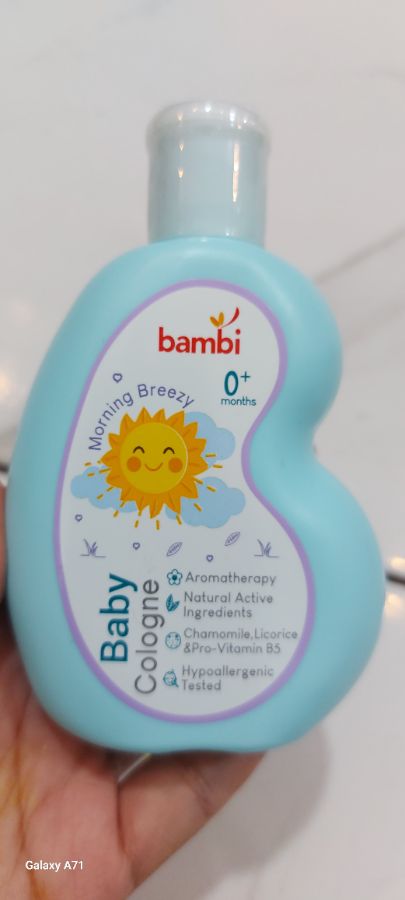 bambi
0+
months
Morning Breezy
Baby
Cologne
Aromatherapy
Natural Active
Ingredients
Chamomile,Licorice
&Pro-Vitamin B5
Hypoallergenic
Tested
Galaxy A71